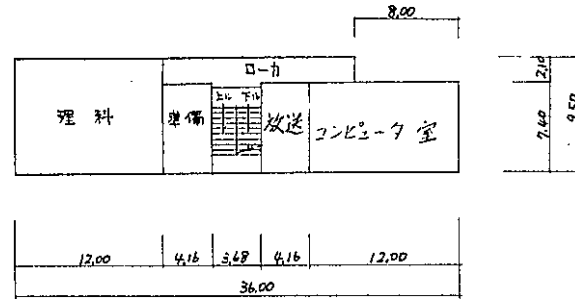 8.00
ローカ
理科
準備
上ル 下ル
放送
コンピュータ室
2.10
7.40
9.50
12.00 4.16 3.68 4.16 12.00
36.00